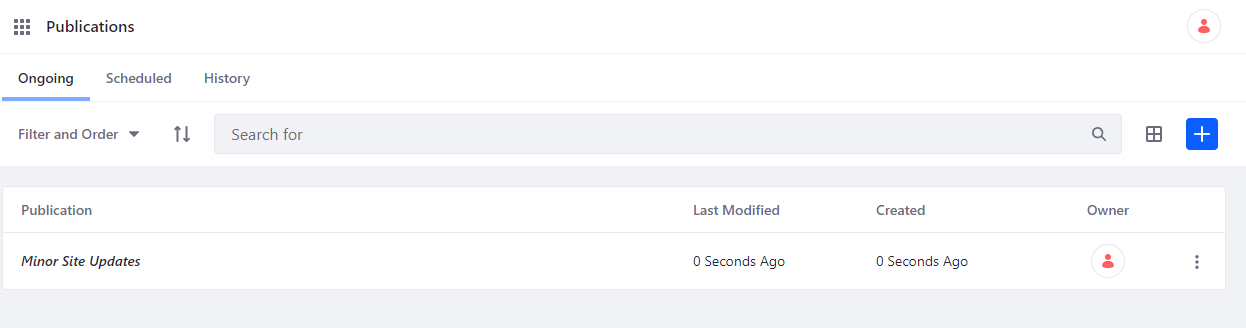 Publications
Ongoing Scheduled History
Filter and Order Search for
Publication Last Modified Created Owner
Minor Site Updates 0 Seconds Ago 0 Seconds Ago